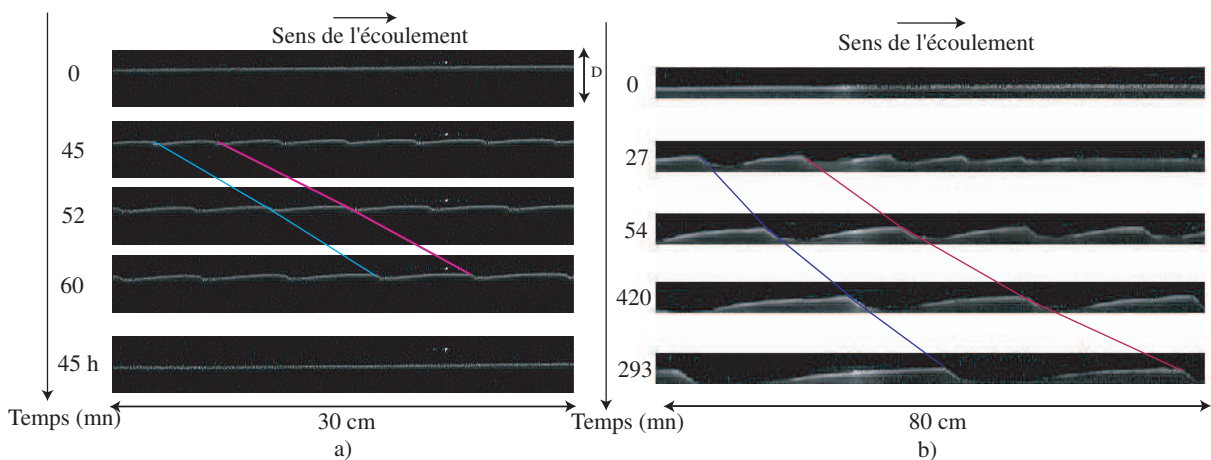 Sens de l'écoulement
0
D
45
52
60
45 h
Temps (mn)
30 cm
a)
Sens de l'écoulement
0
27
54
420
293
Temps (mn)
80 cm
b)